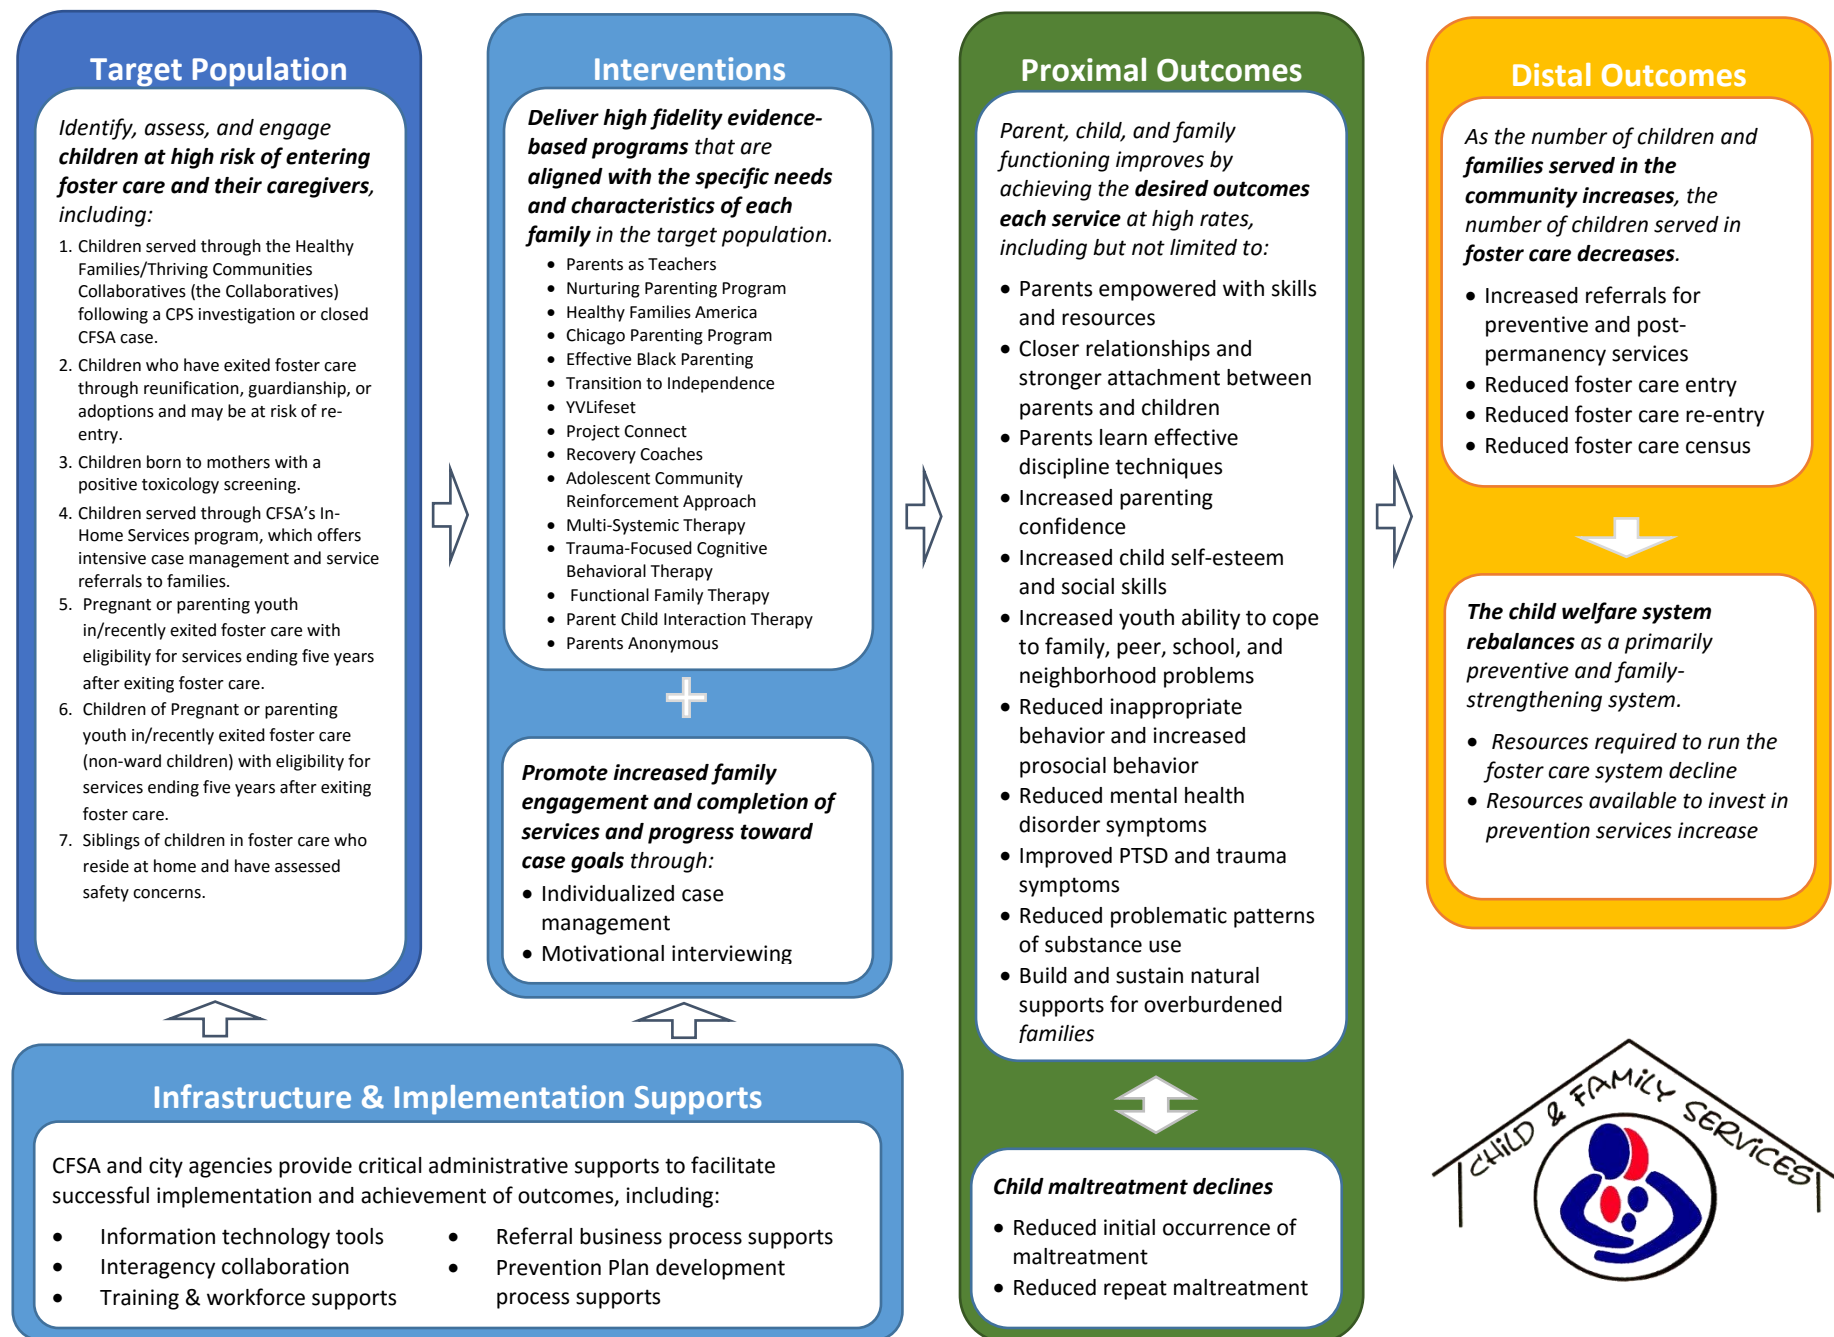 Target Population
Identify, assess, and engage
children at high risk of entering
foster care and their caregivers,
including:
1. Children served through the Healthy
Families/Thriving Communities
Collaboratives (the Collaboratives)
following a CPS investigation or closed
CFSA case.
2. Children who have exited foster care
through reunification, guardianship, or
adoptions and may be at risk of re-
entry.
3. Children born to mothers with a
positive toxicology screening.
4. Children served through CFSA's In-
Home Services program, which offers
intensive case management and service
referrals to families.
5. Pregnant or parenting youth
in/recently exited foster care with
eligibility for services ending five years
after exiting foster care.
6. Children of Pregnant or parenting
youth in/recently exited foster care
(non-ward children) with eligibility for
services ending five years after exiting
foster care.
7. Siblings of children in foster care who
reside at home and have assessed
safety concerns.
Interventions
Deliver high fidelity evidence-
based programs that are
aligned with the specific needs
and characteristics of each
family in the target population.
• Parents as Teachers
• Nurturing Parenting Program
• Healthy Families America
• Chicago Parenting Program
• Effective Black Parenting
• Transition to Independence
• YVLifeset
• Project Connect
• Recovery Coaches
• Adolescent Community
Reinforcement Approach
• Multi-Systemic Therapy
• Trauma-Focused Cognitive
Behavioral Therapy
• Functional Family Therapy
• Parent Child Interaction Therapy
• Parents Anonymous
Promote increased family
engagement and completion of
services and progress toward
case goals through:
• Individualized case
management
• Motivational interviewing
Proximal Outcomes
Parent, child, and family
functioning improves by
achieving the desired outcomes
each service at high rates,
including but not limited to:
• Parents empowered with skills
and resources
• Closer relationships and
stronger attachment between
parents and children
• Parents learn effective
discipline techniques
• Increased parenting
confidence
• Increased child self-esteem
and social skills
• Increased youth ability to cope
to family, peer, school, and
neighborhood problems
• Reduced inappropriate
behavior and increased
prosocial behavior
• Reduced mental health
disorder symptoms
• Improved PTSD and trauma
symptoms
• Reduced problematic patterns
of substance use
• Build and sustain natural
supports for overburdened
families
Child maltreatment declines
• Reduced initial occurrence of
maltreatment
• Reduced repeat maltreatment
Distal Outcomes
As the number of children and
families served in the
community increases, the
number of children served in
foster care decreases.
• Increased referrals for
preventive and post-
permanency services
• Reduced foster care entry
• Reduced foster care re-entry
• Reduced foster care census
The child welfare system
rebalances as a primarily
preventive and family-
strengthening system.
• Resources required to run the
foster care system decline
• Resources available to invest in
prevention services increase
Infrastructure & Implementation Supports
CFSA and city agencies provide critical administrative supports to facilitate
successful implementation and achievement of outcomes, including:
• Information technology tools
• Interagency collaboration
• Training & workforce supports
• Referral business process supports
• Prevention Plan development
process supports
CHILD & FAMILY SERVICES